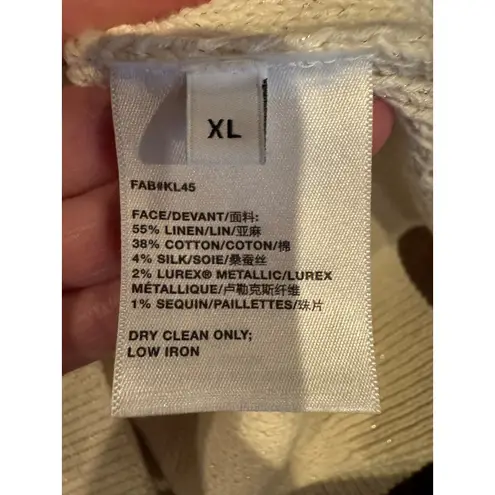 XL
FAB#KL45
FACE/DEVANT/面料:
55% LINEN/LIN/亚麻
38% COTTON/COTON/棉
4% SILK/SOIE/桑蚕丝
2% LUREX® METALLIC/LUREX
MÉTALLIQUE/卢勒克斯纤维
1% SEQUIN/PAILLETTES/珠片
DRY CLEAN ONLY;
LOW IRON